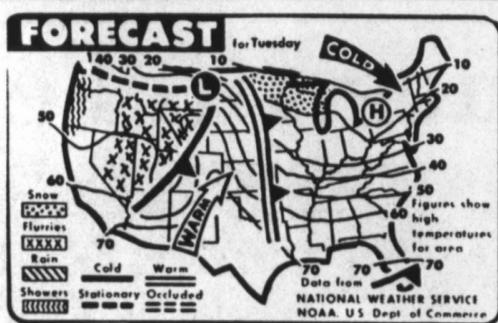 FORECAST for Tuesday
40 30 20 10
COLD
L
H
10
20
50
30
40
60
50
60
70
WARM
Snow
Flurries
Rain
Showers
Cold Warm
Stationary Occluded
Figures show
high
temperatures
for area
70 70 70
Data from
NATIONAL WEATHER SERVICE
NOAA. U S Dept. of Commerce